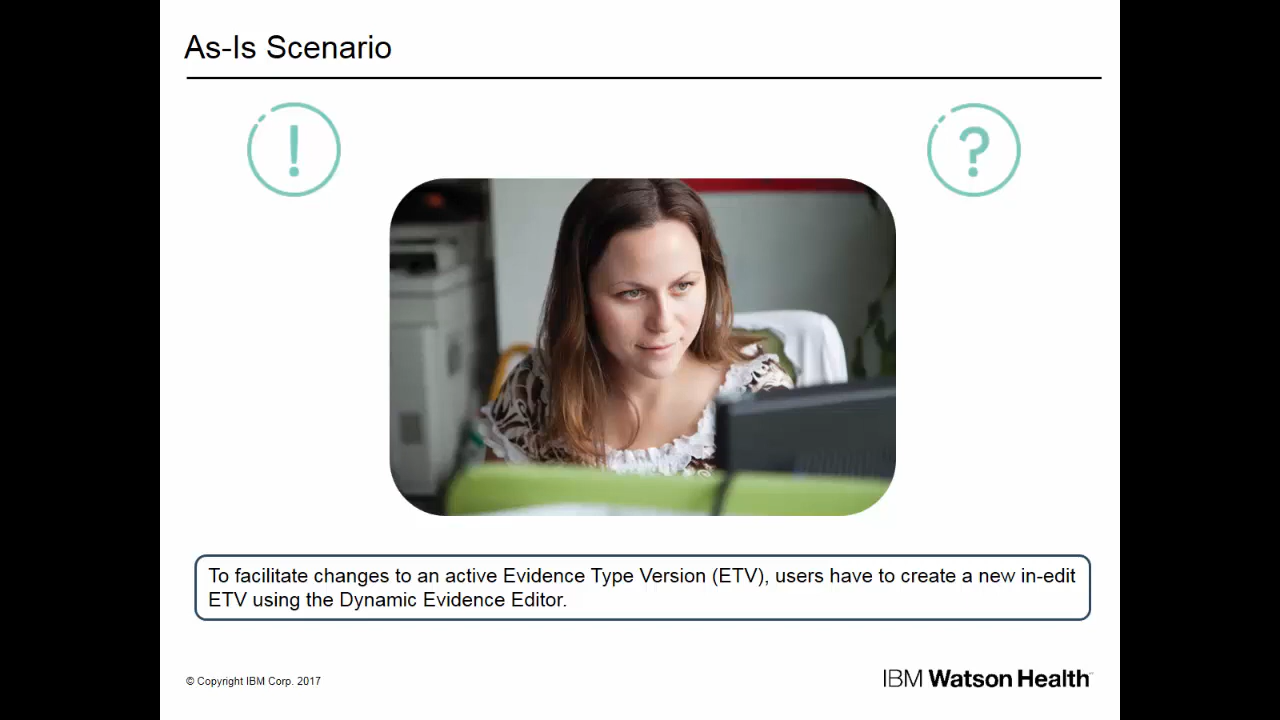 As-Is Scenario
!
?
To facilitate changes to an active Evidence Type Version (ETV), users have to create a new in-edit
ETV using the Dynamic Evidence Editor.
© Copyright IBM Corp. 2017
IBM Watson Health